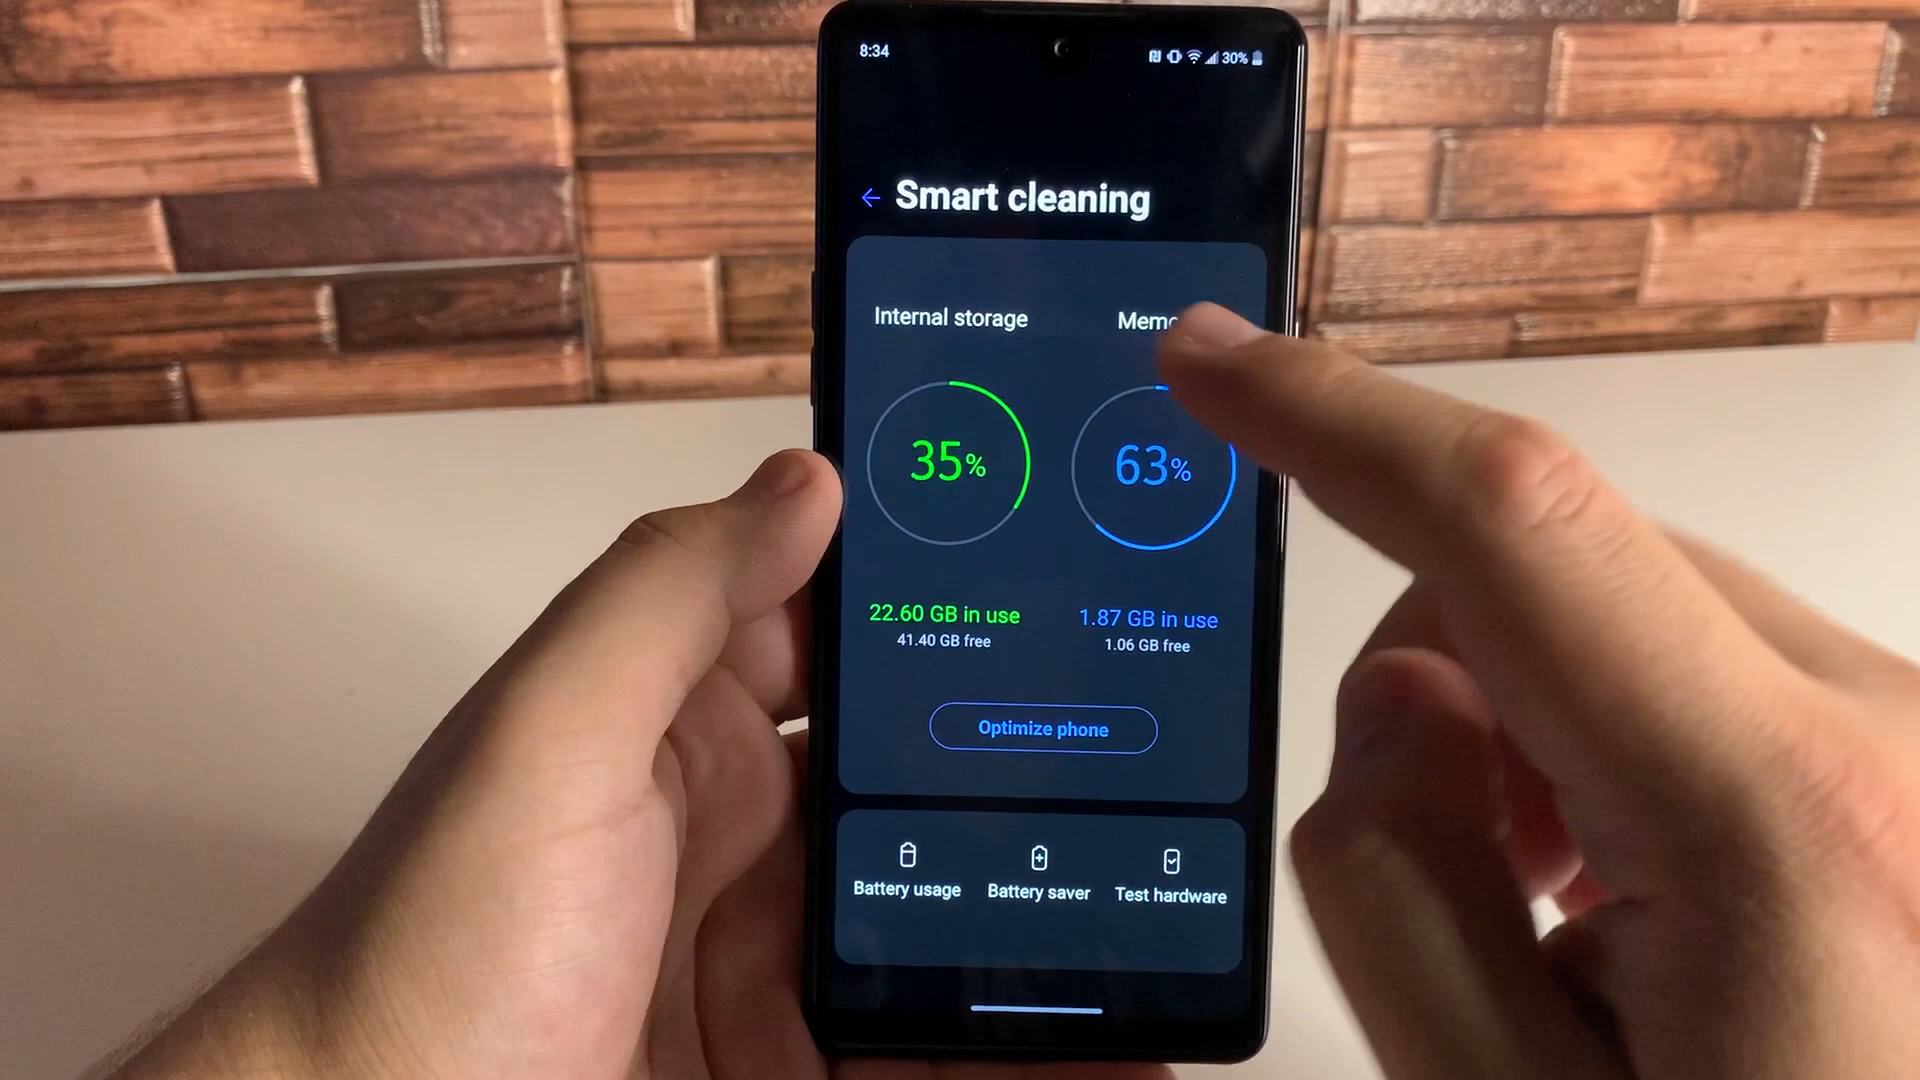 8:34
30%
Smart cleaning
Internal storage
Memo
35%
63%
22.60 GB in use
41.40 GB free
1.87 GB in use
1.06 GB free
Optimize phone
Battery usage
Battery saver
Test hardware